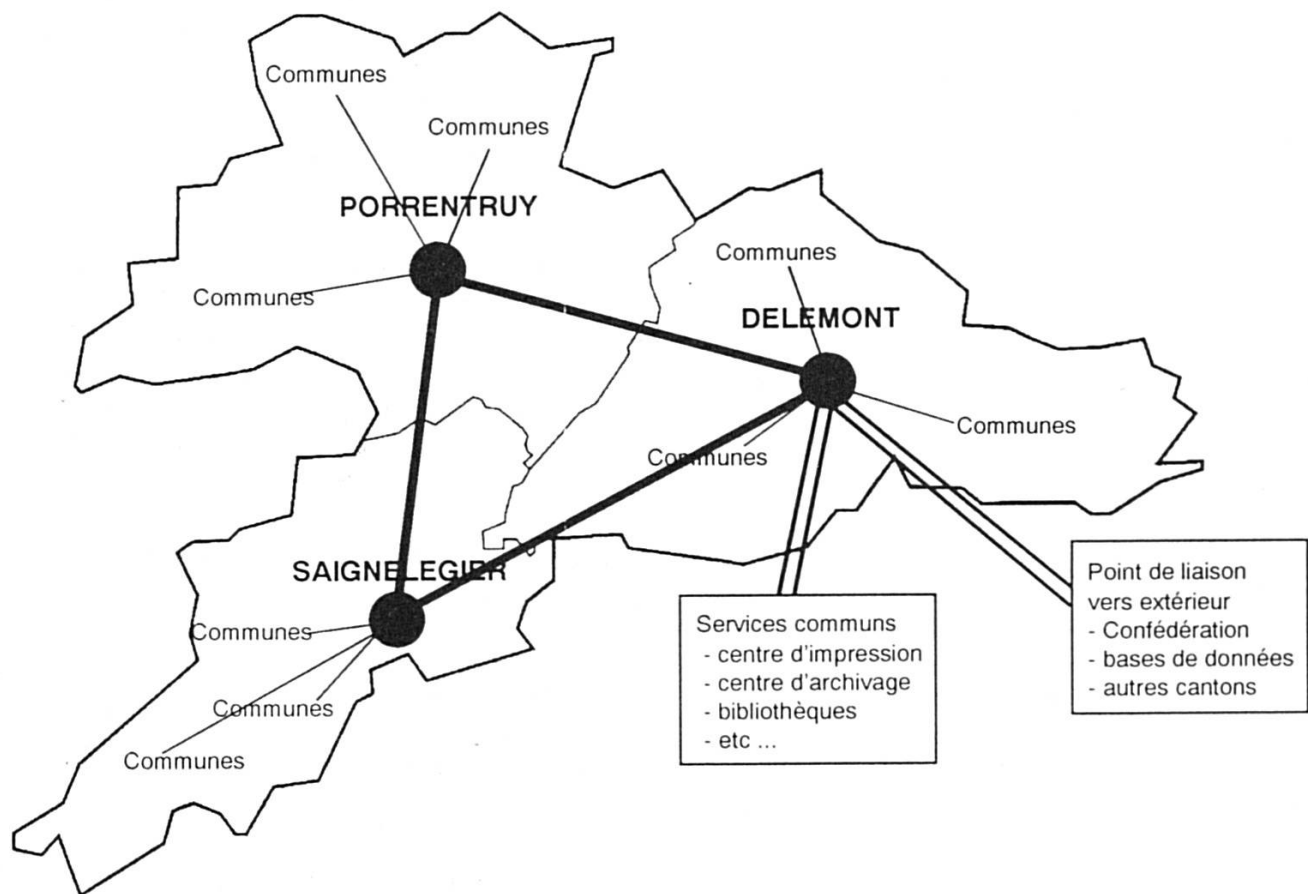 Communes
Communes
PORRENTRUY
Communes
Communes
DELEMONT
Communes
Communes
SAIGNELEGIER
Communes
Communes
Communes
Services communs
- centre d'impression
- centre d'archivage
- bibliothèques
- etc ...
Point de liaison
vers extérieur
- Confédération
- bases de données
- autres cantons